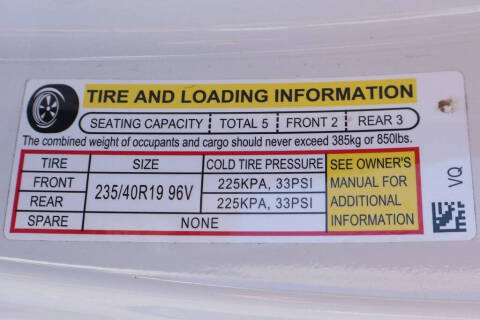 TIRE AND LOADING INFORMATION
SEATING CAPACITY TOTAL 5 FRONT 2 REAR 3
The combined weight of occupants and cargo should never exceed 385kg or 850lbs.
TIRE SIZE COLD TIRE PRESSURE SEE OWNER'S
FRONT 235/40R19 96V 225KPA, 33PSI MANUAL FOR
REAR 225KPA, 33PSI ADDITIONAL
SPARE NONE INFORMATION
VQ